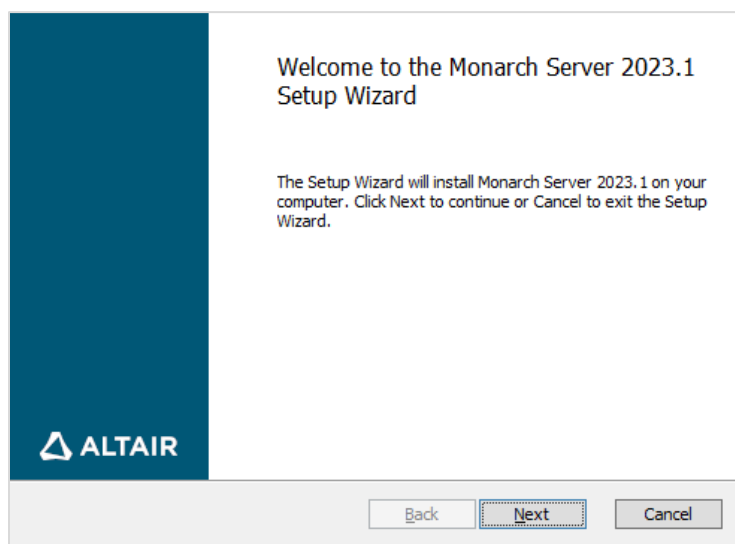 Welcome to the Monarch Server 2023.1
Setup Wizard
The Setup Wizard will install Monarch Server 2023.1 on your
computer. Click Next to continue or Cancel to exit the Setup
Wizard.
ALTAIR
Back Next Cancel